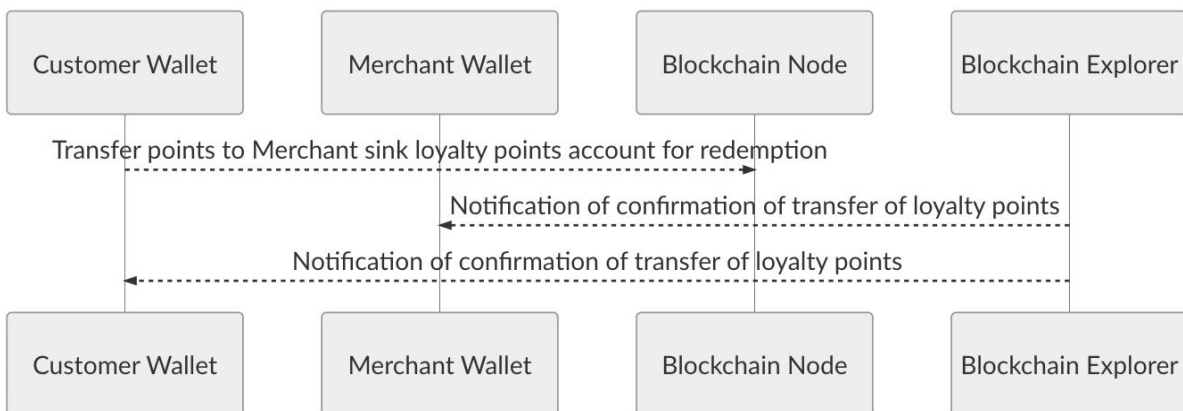 Customer Wallet
Merchant Wallet
Blockchain Node
Blockchain Explorer
Transfer points to Merchant sink loyalty points account for redemption
Notification of confirmation of transfer of loyalty points
Notification of confirmation of transfer of loyalty points
Customer Wallet
Merchant Wallet
Blockchain Node
Blockchain Explorer